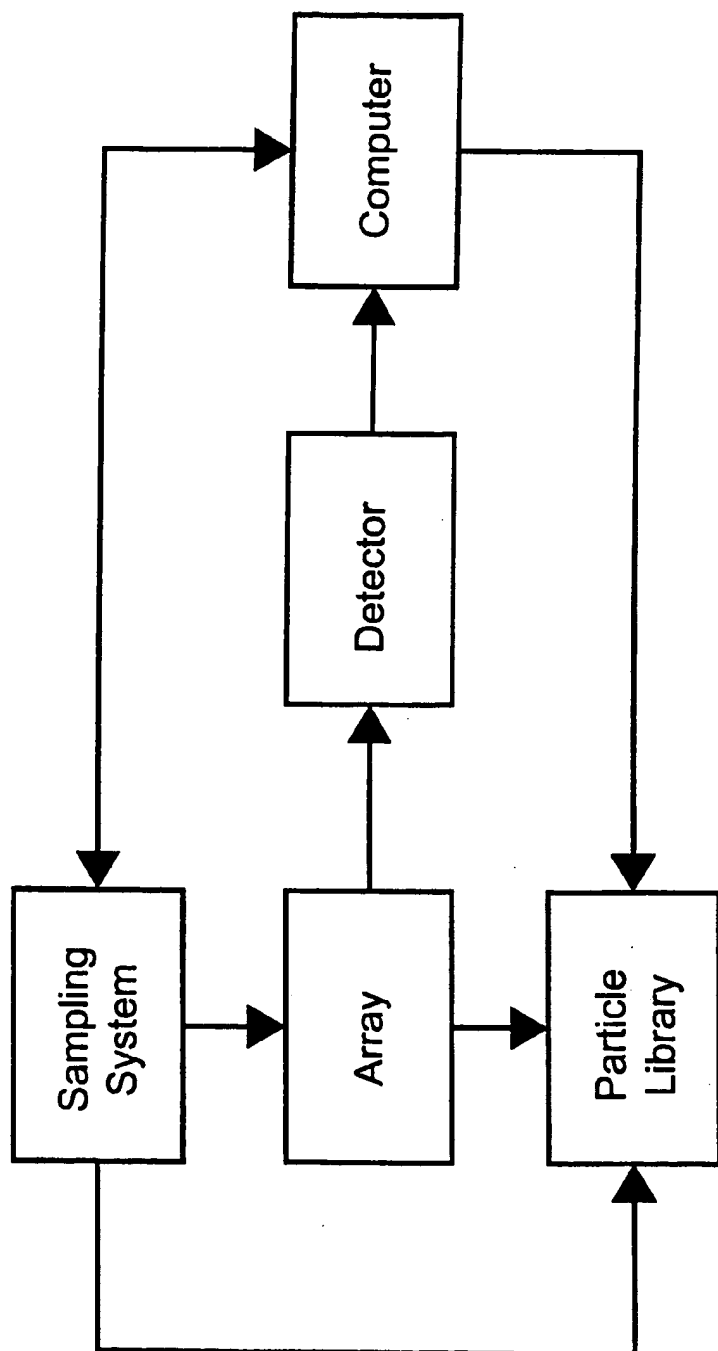 Sampling
System
Array
Detector
Computer
Particle
Library